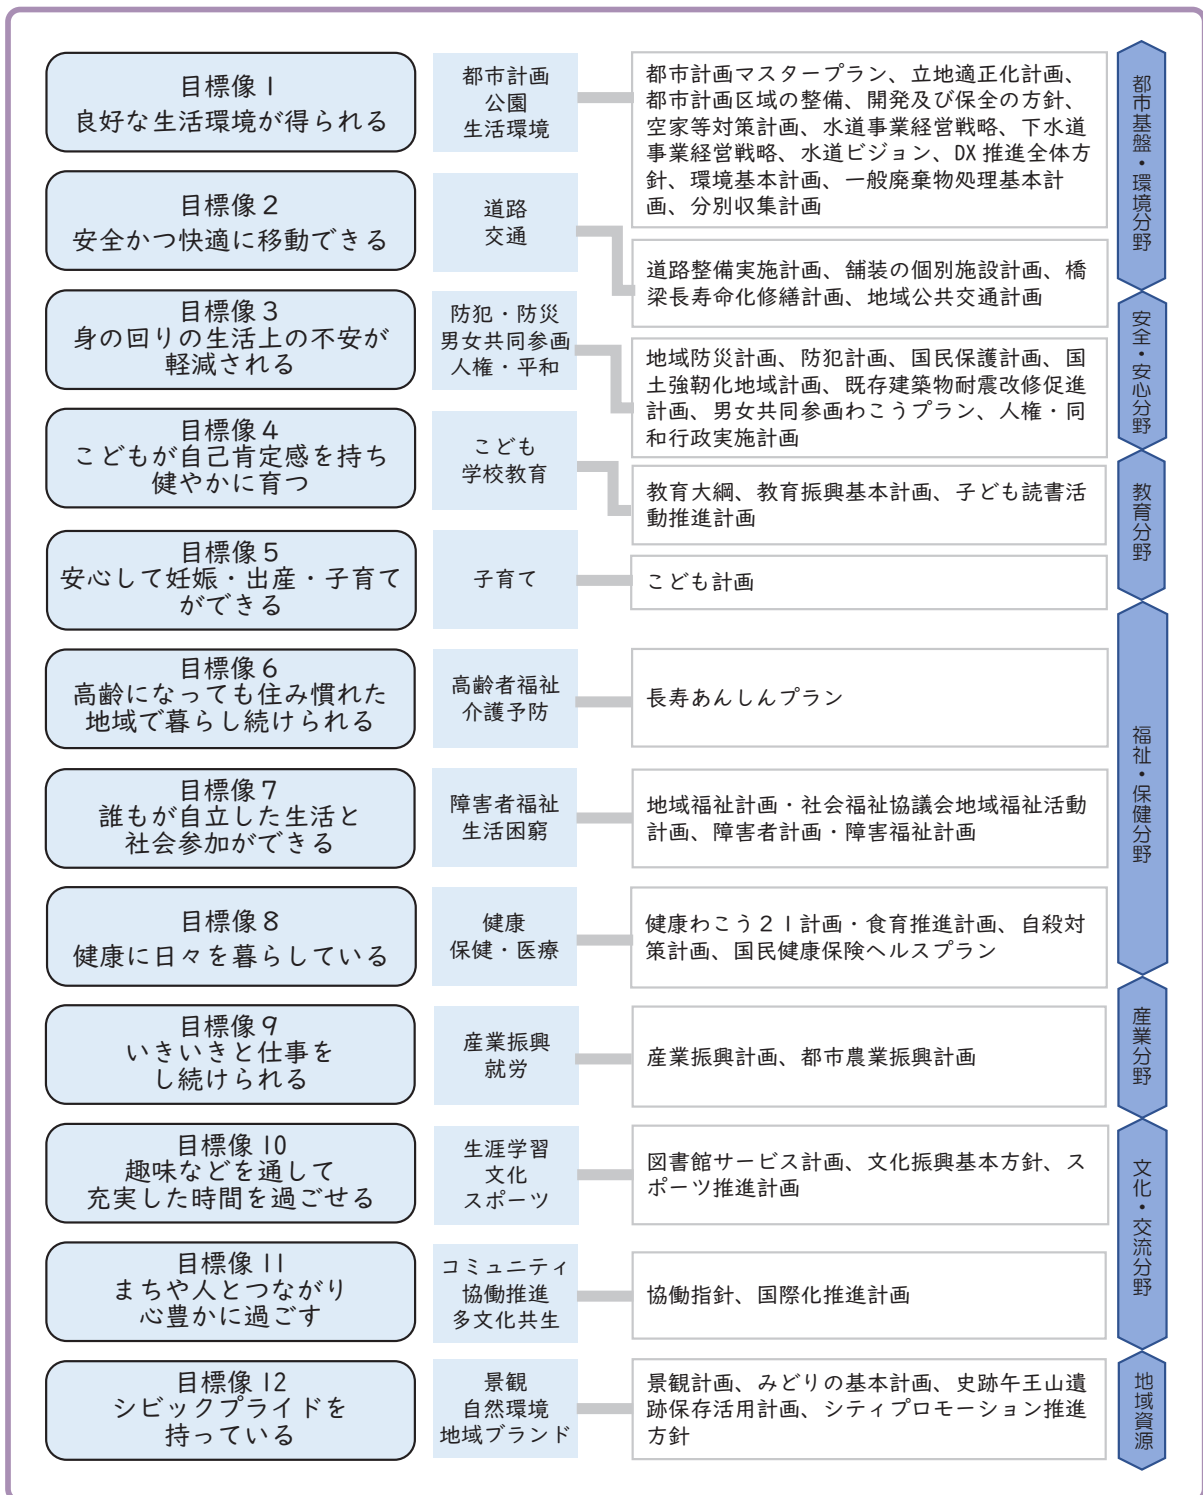 目標像1
良好な生活環境が得られる
都市計画
公園
生活環境
都市計画マスタープラン、立地適正化計画、
都市計画区域の整備、開発及び保全の方針、
空家等対策計画、水道事業経営戦略、下水道
事業経営戦略、水道ビジョン、DX推進全体方
針、環境基本計画、一般廃棄物処理基本計
画、分別収集計画
都市基盤・環境分野
目標像2
安全かつ快適に移動できる
道路
交通
道路整備実施計画、舗装の個別施設計画、橋
梁長寿命化修繕計画、地域公共交通計画
目標像3
身の回りの生活上の不安が
軽減される
防犯・防災
男女共同参画
人権・平和
地域防災計画、防犯計画、国民保護計画、国
土強靭化地域計画、既存建築物耐震改修促進
計画、男女共同参画わこうプラン、人権・同
和行政実施計画
安全・安心分野
目標像4
こどもが自己肯定感を持ち
健やかに育つ
こども
学校教育
教育大綱、教育振興基本計画、子ども読書活
動推進計画
教育分野
目標像5
安心して妊娠・出産・子育て
ができる
子育て
こども計画
目標像6
高齢になっても住み慣れた
地域で暮らし続けられる
高齢者福祉
介護予防
長寿あんしんプラン
福祉・保健分野
目標像7
誰もが自立した生活と
社会参加ができる
障害者福祉
生活困窮
地域福祉計画・社会福祉協議会地域福祉活動
計画、障害者計画・障害福祉計画
目標像8
健康に日々を暮らしている
健康
保健・医療
健康わこう21計画・食育推進計画、自殺対
策計画、国民健康保険ヘルスプラン
目標像9
いきいきと仕事を
し続けられる
産業振興
就労
産業振興計画、都市農業振興計画
産業分野
目標像10
趣味などを通して
充実した時間を過ごせる
生涯学習
文化
スポーツ
図書館サービス計画、文化振興基本方針、ス
ポーツ推進計画
文化・交流分野
目標像11
まちや人とつながり
心豊かに過ごす
コミュニティ
協働推進
多文化共生
協働指針、国際化推進計画
目標像12
シビックプライドを
持っている
景観
自然環境
地域ブランド
景観計画、みどりの基本計画、史跡午王山遺
跡保存活用計画、シティプロモーション推進
方針
地域資源